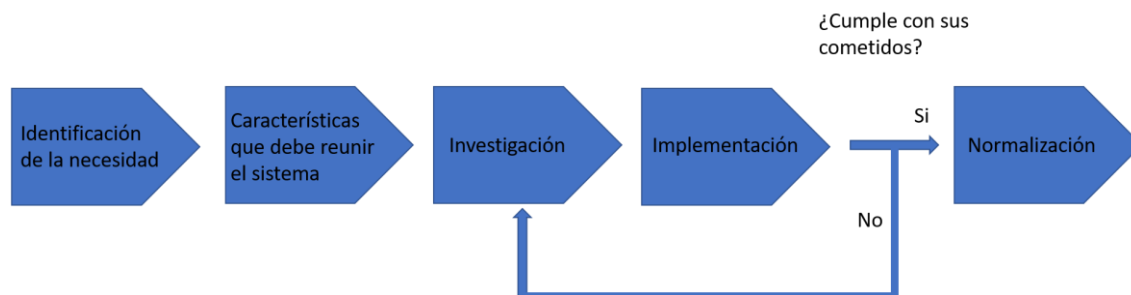 ¿Cumple con sus
cometidos?
Identificación
de la necesidad
Características
que debe reunir
el sistema
Investigación
Implementación
Si
No
Normalización